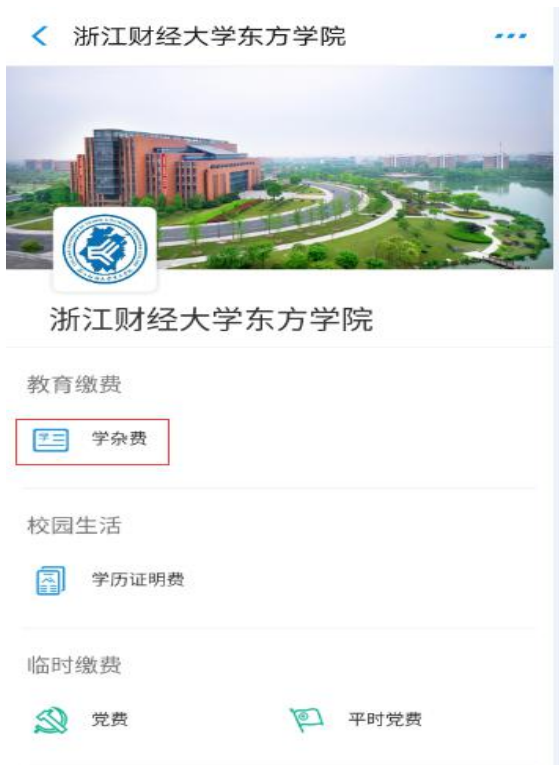 浙江财经大学东方学院
浙江财经大学东方学院
教育缴费
学杂费
校园生活
学历证明费
临时缴费
党费
平时党费